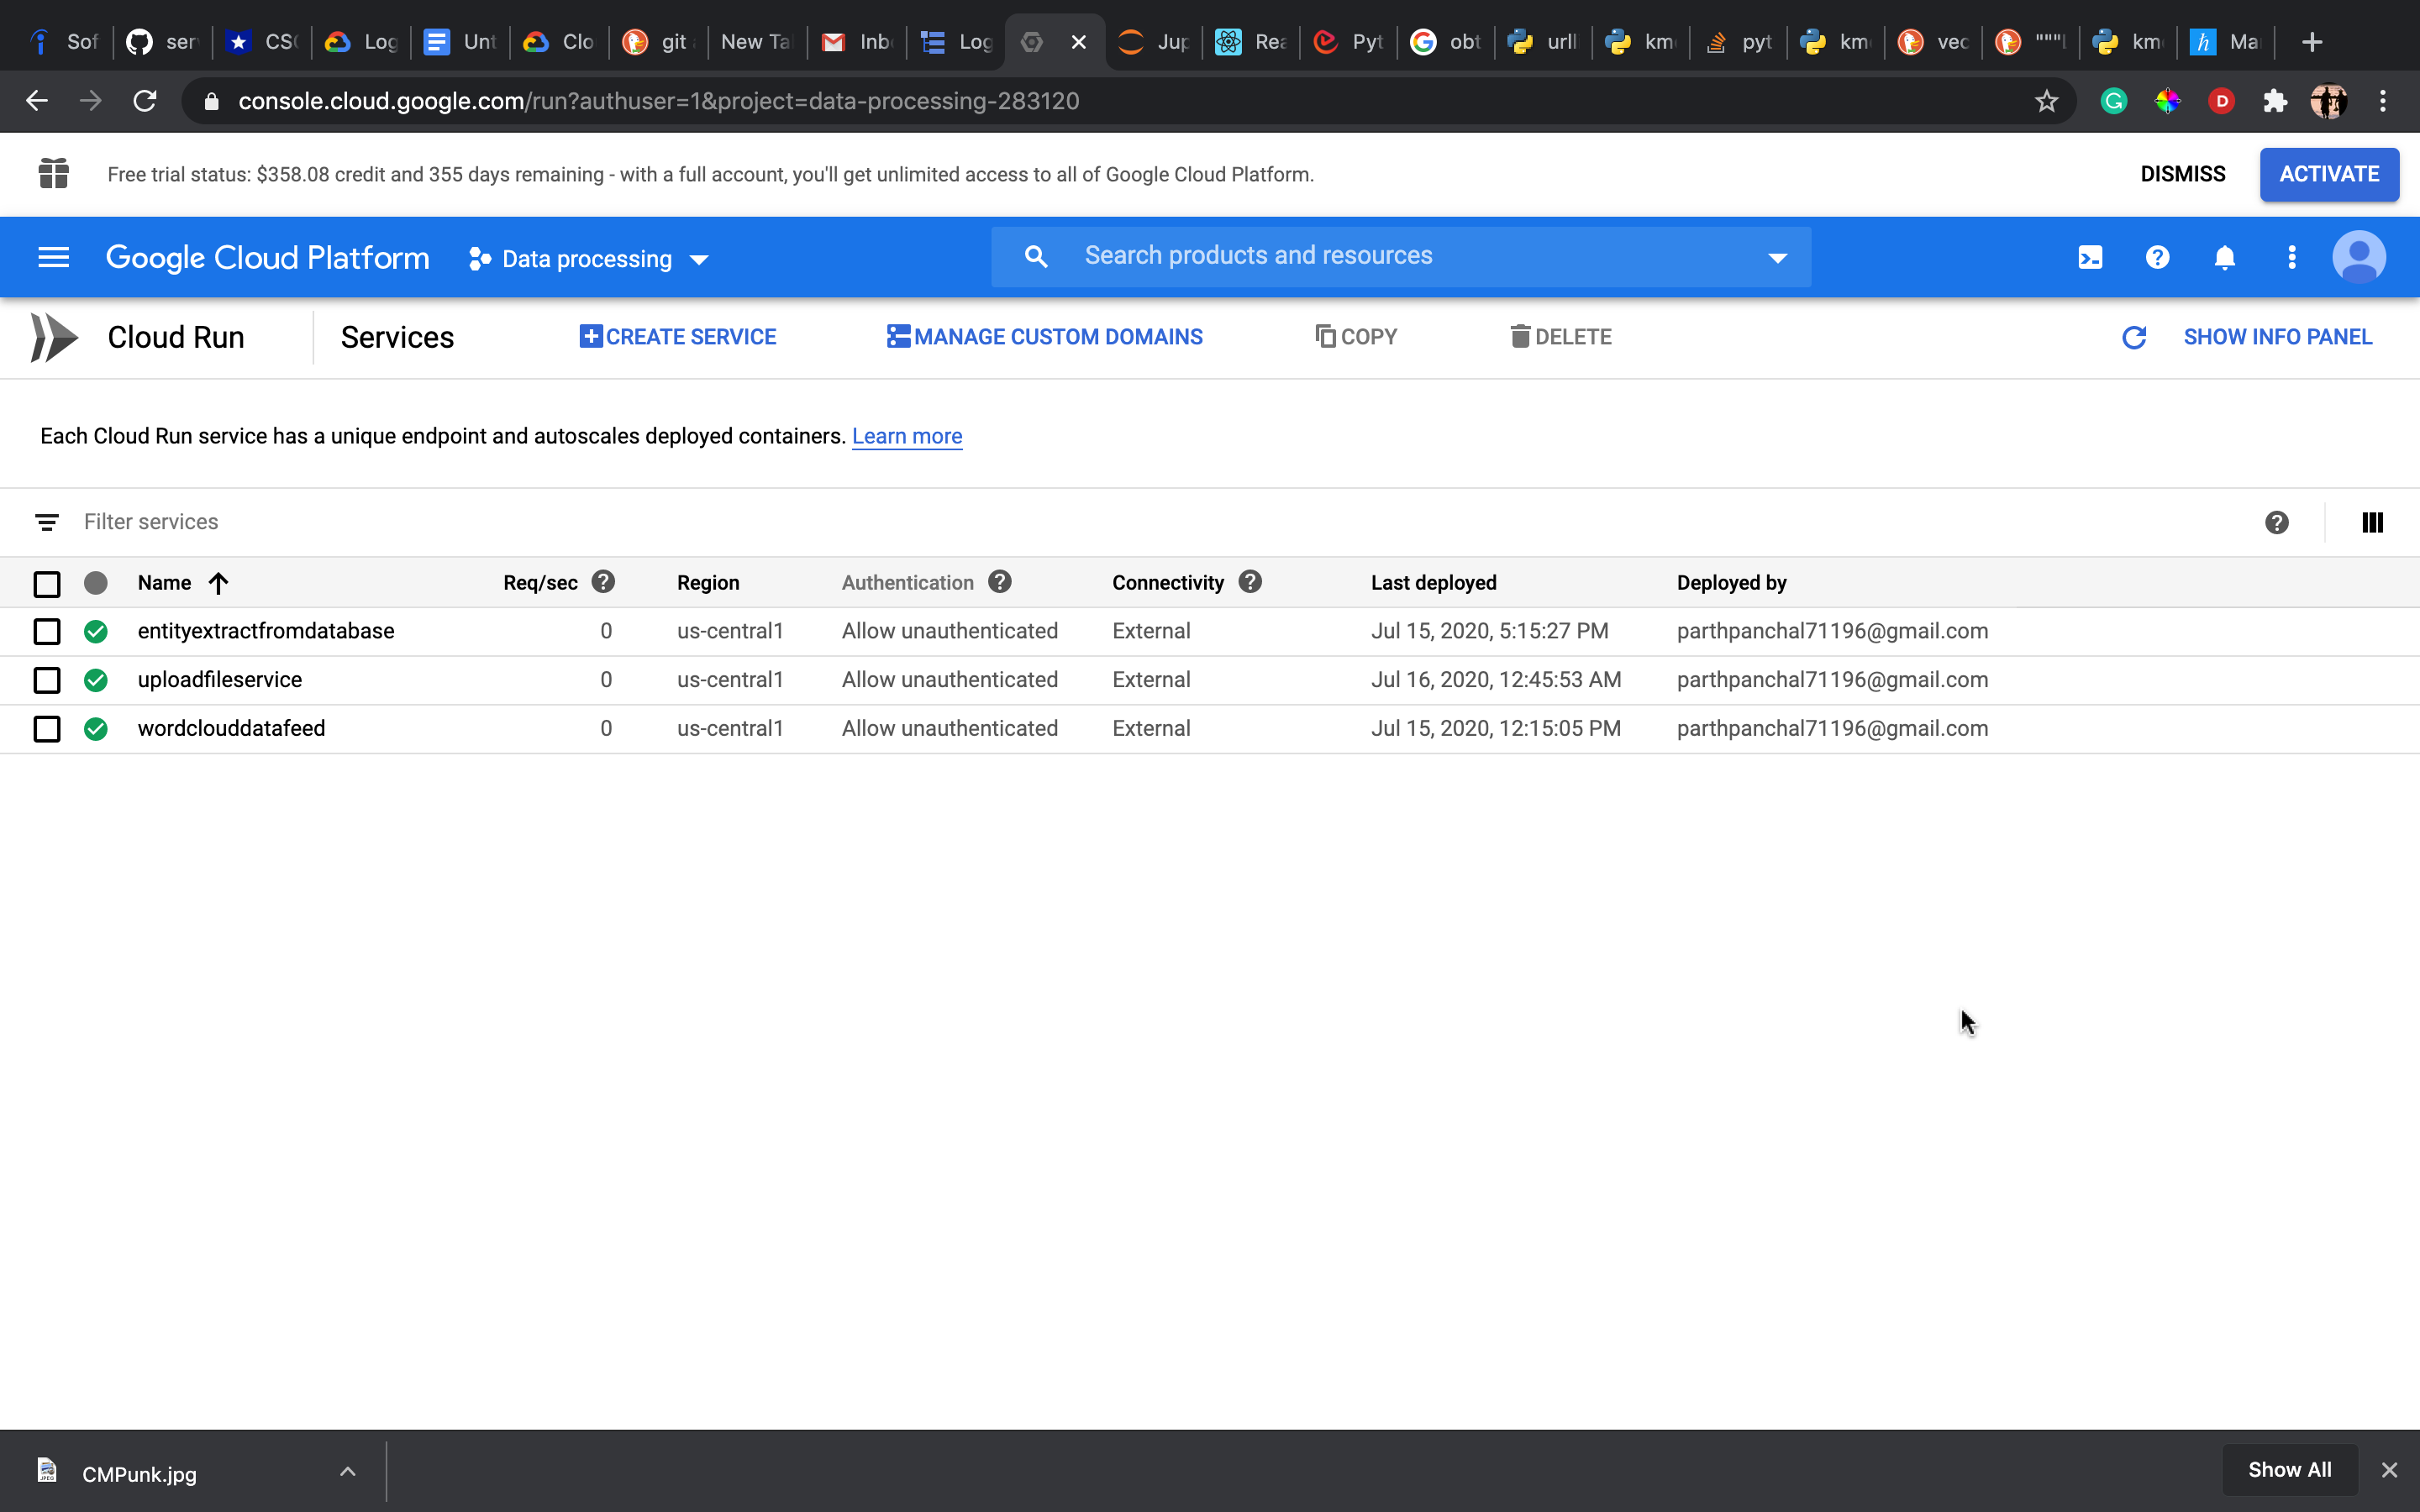 Sof ser CS Log Unt Clo git New Ta Inb Log Jup Rea Pyt obt urll km pyt km vec """L km Ma
console.cloud.google.com/run?authuser=1&project=data-processing-283120
Free trial status: $358.08 credit and 355 days remaining - with a full account, you'll get unlimited access to all of Google Cloud Platform. DISMISS ACTIVATE
Google Cloud Platform Data processing Search products and resources
Cloud Run Services CREATE SERVICE MANAGE CUSTOM DOMAINS COPY DELETE SHOW INFO PANEL
Each Cloud Run service has a unique endpoint and autoscales deployed containers. Learn more
Filter services
Name Req/sec Region Authentication Connectivity Last deployed Deployed by
entityextractfromdatabase 0 us-central1 Allow unauthenticated External Jul 15, 2020, 5:15:27 PM parthpanchal71196@gmail.com
uploadfileservice 0 us-central1 Allow unauthenticated External Jul 16, 2020, 12:45:53 AM parthpanchal71196@gmail.com
wordclouddatafeed 0 us-central1 Allow unauthenticated External Jul 15, 2020, 12:15:05 PM parthpanchal71196@gmail.com
CMPunk.jpg Show All